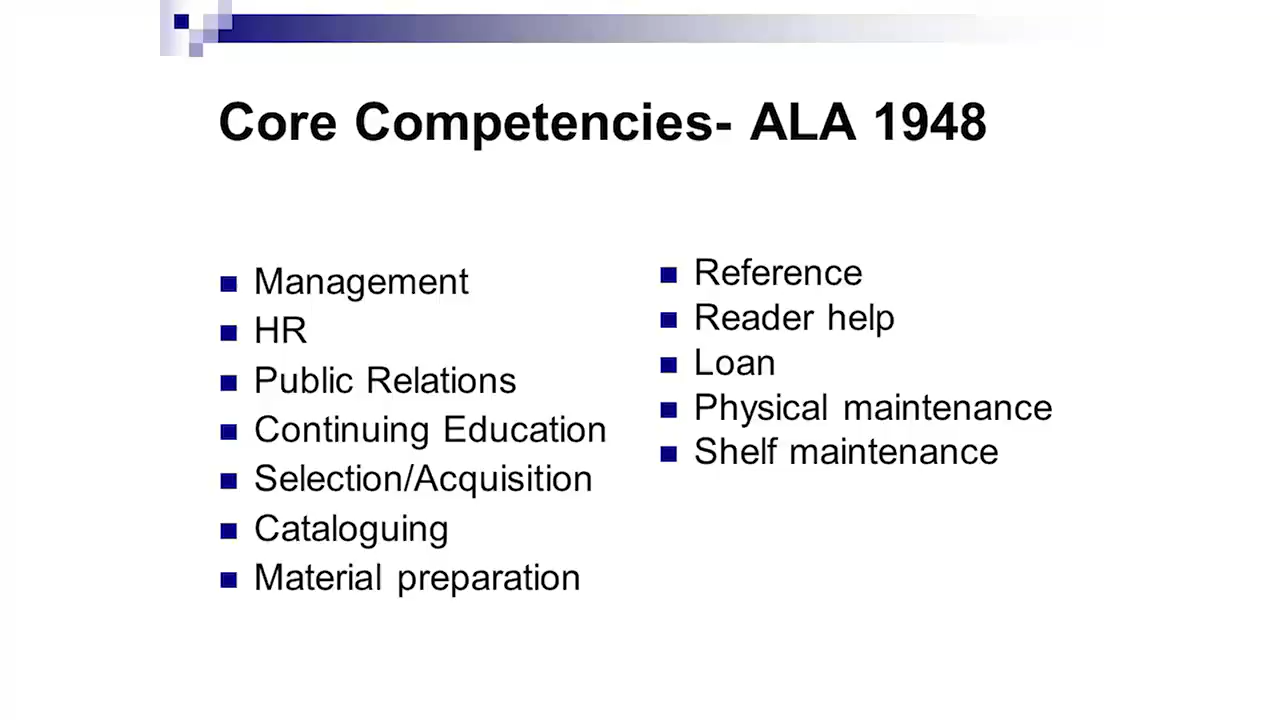 Core Competencies- ALA 1948
Management
HR
Public Relations
Continuing Education
Selection/Acquisition
Cataloguing
Material preparation
Reference
Reader help
Loan
Physical maintenance
Shelf maintenance